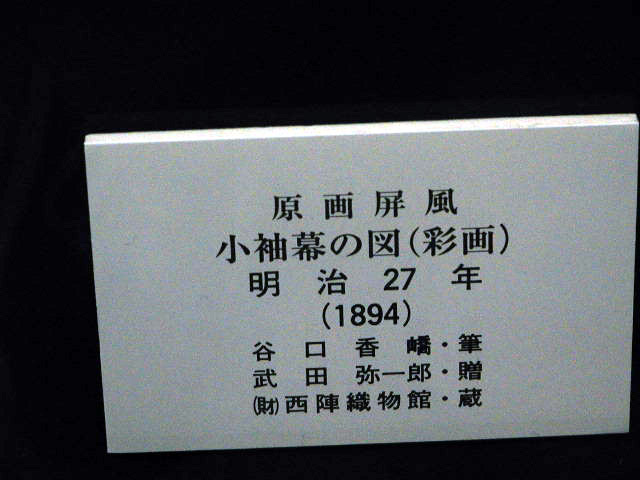 原画屏風
小袖幕の図(彩画)
明治27年
(1894)
谷口香嶠・筆
武田弥一郎・贈
㈶西陣織物館・蔵